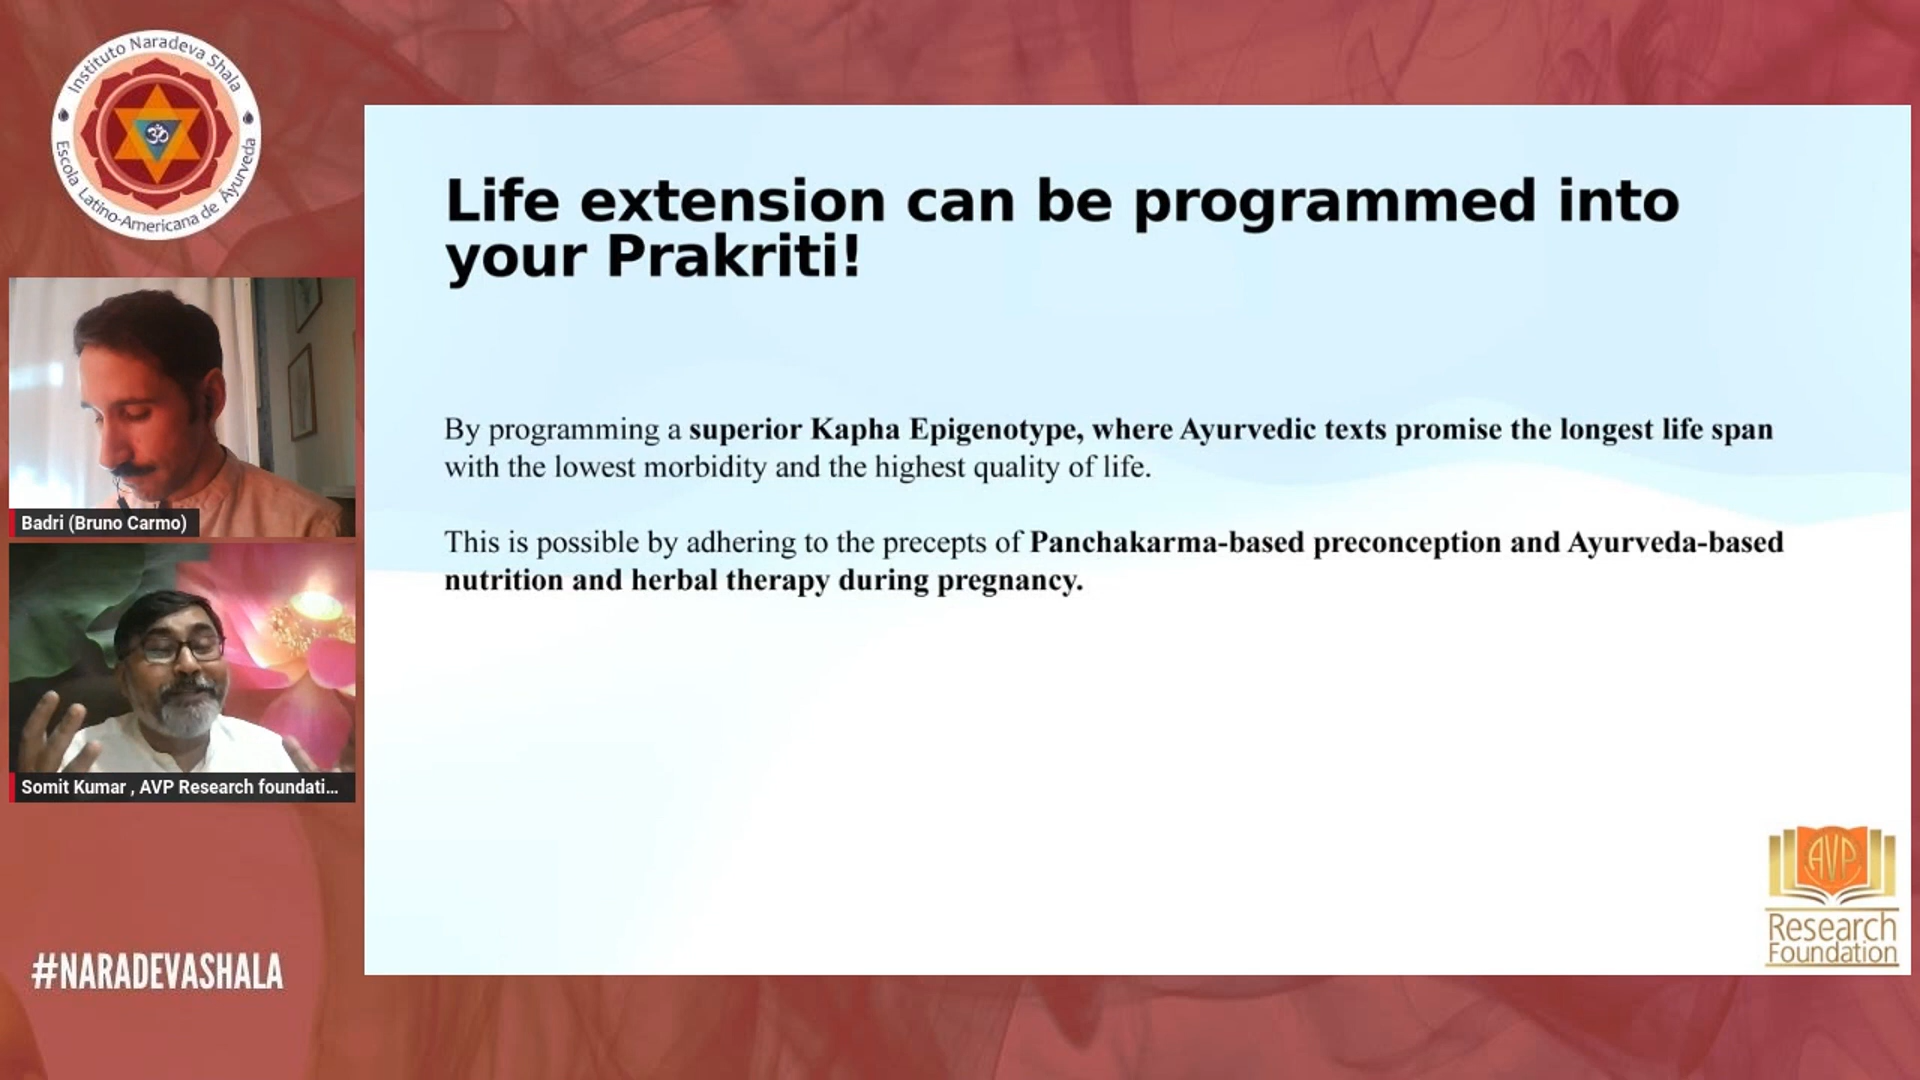 Instituto Naradeva Shala
Escola Latino-Americana de Āyurveda
ॐ
Life extension can be programmed into
your Prakriti!
By programming a superior Kapha Epigenotype, where Ayurvedic texts promise the longest life span
with the lowest morbidity and the highest quality of life.
This is possible by adhering to the precepts of Panchakarma-based preconception and Ayurveda-based
nutrition and herbal therapy during pregnancy.
Badri (Bruno Carmo)
Somit Kumar , AVP Research foundati...
#NARADEVASHALA
AVP
Research
Foundation